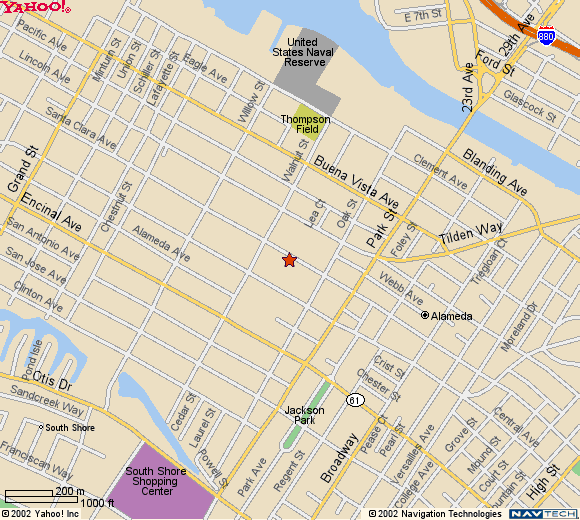 YAHOO!
Pacific Ave
Lincoln Ave
Minturn St
Union St
Schiller St
Lafayette St
Eagle Ave
Willow St
United
States Naval
Reserve
E 7th St
880
29th Ave
Ford St
23rd Ave
Glascock St
Santa Clara Ave
Grand St
Thompson
Field
Walnut St
Buena Vista Ave
Clement Ave
Blanding Ave
Encinal Ave
Chestnut St
San Antonio Ave
San Jose Ave
Clinton Ave
Alameda Ave
Lea Ct
Oak St
Park St
Foley St
Tilden Way
Tregloan Ct
Webb Ave
Alameda
Moreland Dr
Pond Isle
Otis Dr
Sandcreek Way
South Shore
Franciscan Way
Cedar St
Laurel St
Powell St
Crist St
Chester St
61
Jackson
Park
Pease Ct
Pearl St
Central Ave
Grove St
Mound St
Court St
Fountain St
High St
Versailles Ave
College Ave
Broadway
Regent St
Park Ave
South Shore
Shopping
Center
200 m
1000 ft
©2002 Yahoo! Inc
©2002 Navigation Technologies
NAVTECH